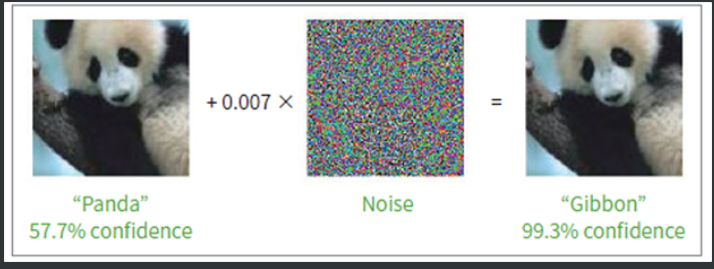 + 0.007 ×
=
“Panda”
57.7% confidence
Noise
“Gibbon”
99.3% confidence